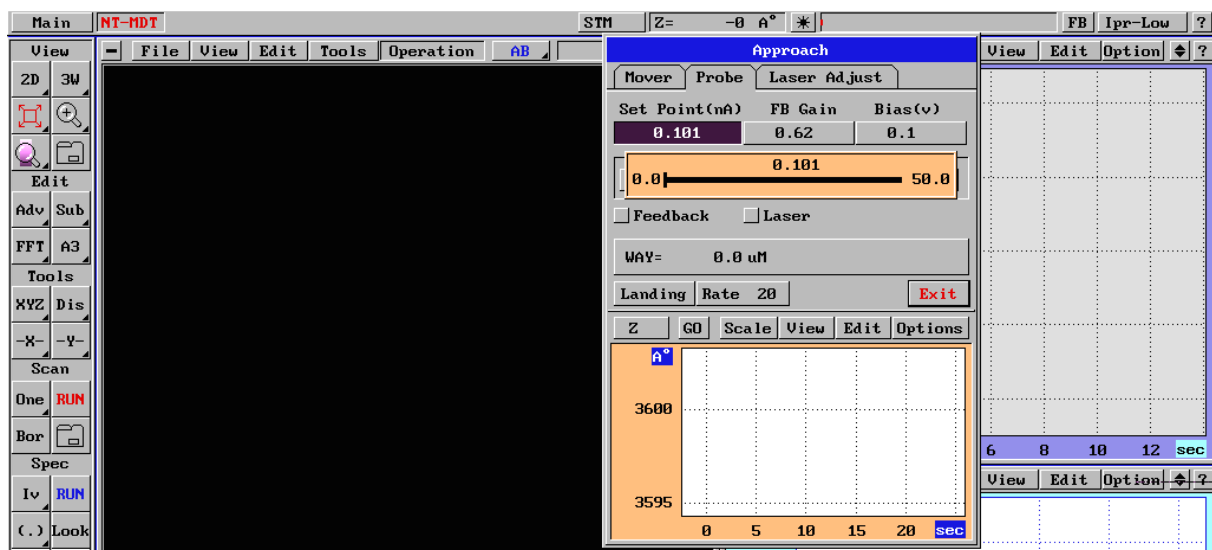 Main NT-MDT STM Z= -0 A° FB Ipr-Low ?
View File View Edit Tools Operation AB Approach View Edit Option ?
2D 3W Mover Probe Laser Adjust
Set Point(nA) FB Gain Bias(v)
0.101 0.62 0.1
0.101
0.0 50.0
Edit
Adv Sub Feedback Laser
FFT A3 WAY= 0.0 uM
Tools
XYZ Dis Landing Rate 20 Exit
-X- -Y- Z GO Scale View Edit Options
Scan A°
One RUN 3600
Bor 6 8 10 12 sec
Spec View Edit Option ?
Iv RUN 3595
(.) Look 0 5 10 15 20 sec